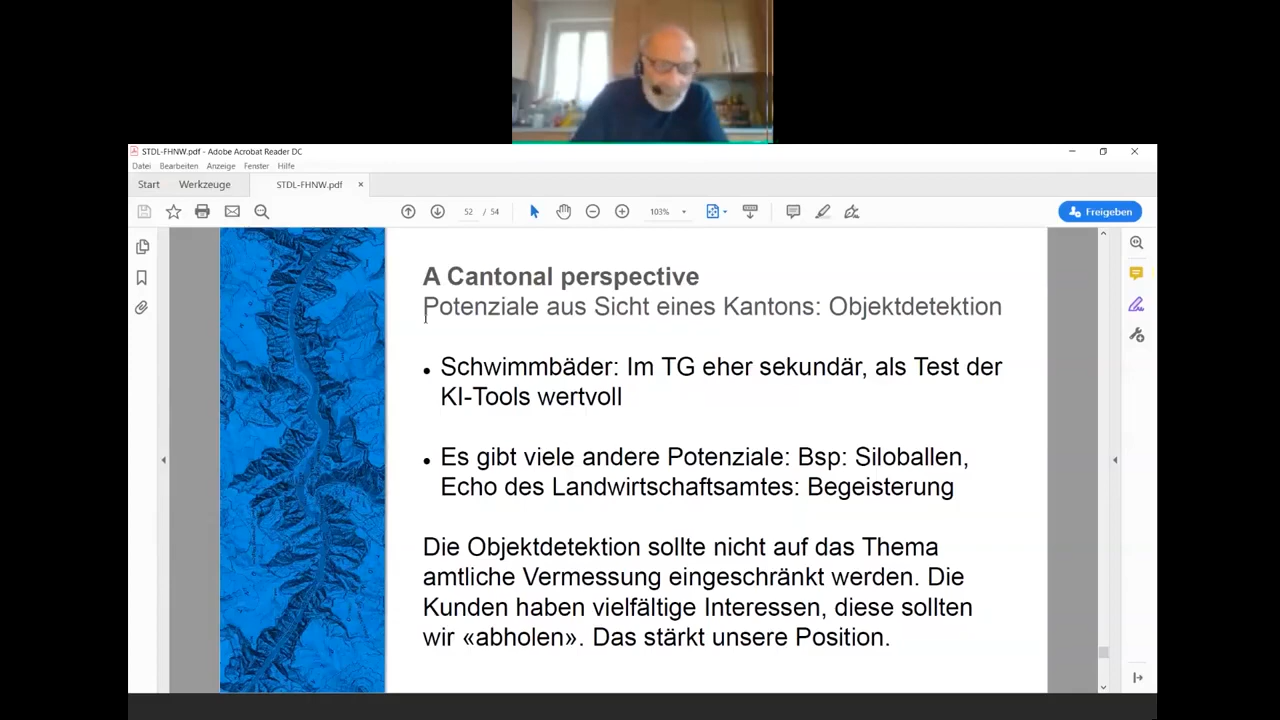 STDL-FHNW.pdf - Adobe Acrobat Reader DC
Datei Bearbeiten Anzeige Fenster Hilfe
Start Werkzeuge STDL-FHNW.pdf ×
52 / 54 103% Freigeben
A Cantonal perspective
Potenziale aus Sicht eines Kantons: Objektdetektion
• Schwimmbäder: Im TG eher sekundär, als Test der
KI-Tools wertvoll
• Es gibt viele andere Potenziale: Bsp: Siloballen,
Echo des Landwirtschaftsamtes: Begeisterung
Die Objektdetektion sollte nicht auf das Thema
amtliche Vermessung eingeschränkt werden. Die
Kunden haben vielfältige Interessen, diese sollten
wir «abholen». Das stärkt unsere Position.